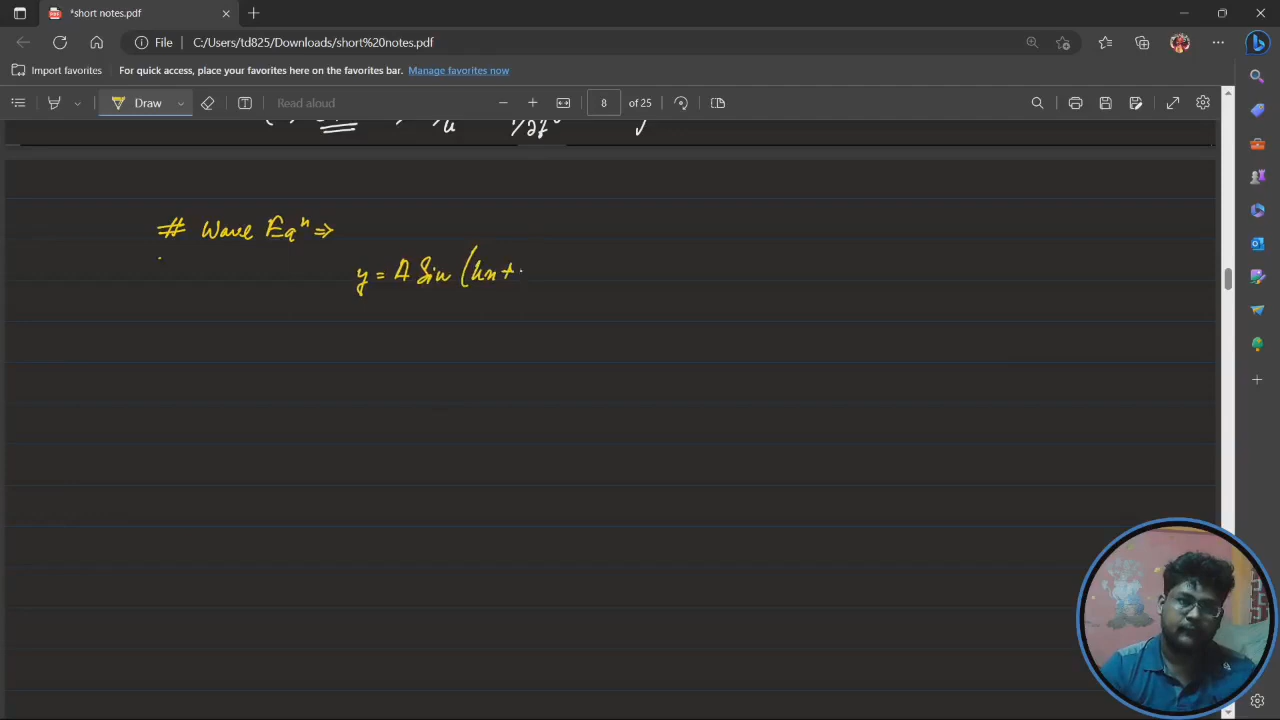 *short notes.pdf
File C:/Users/td825/Downloads/short%20notes.pdf
Import favorites For quick access, place your favorites here on the favorites bar. Manage favorites now
Draw Read aloud 8 of 25
# Wave Eqⁿ ⇒
y = A Sin (kx +